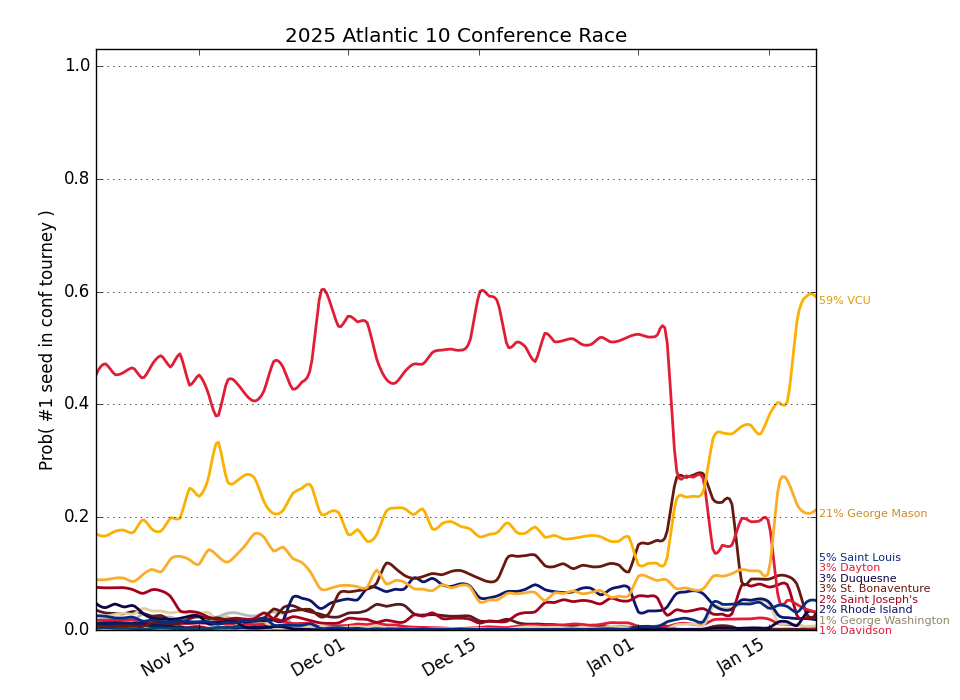 2025 Atlantic 10 Conference Race
Prob( #1 seed in conf tourney )
1.0
0.8
0.6
0.4
0.2
0.0
Nov 15
Dec 01
Dec 15
Jan 01
Jan 15
59% VCU
21% George Mason
5% Saint Louis
3% Dayton
3% Duquesne
3% St. Bonaventure
2% Saint Joseph's
2% Rhode Island
1% George Washington
1% Davidson